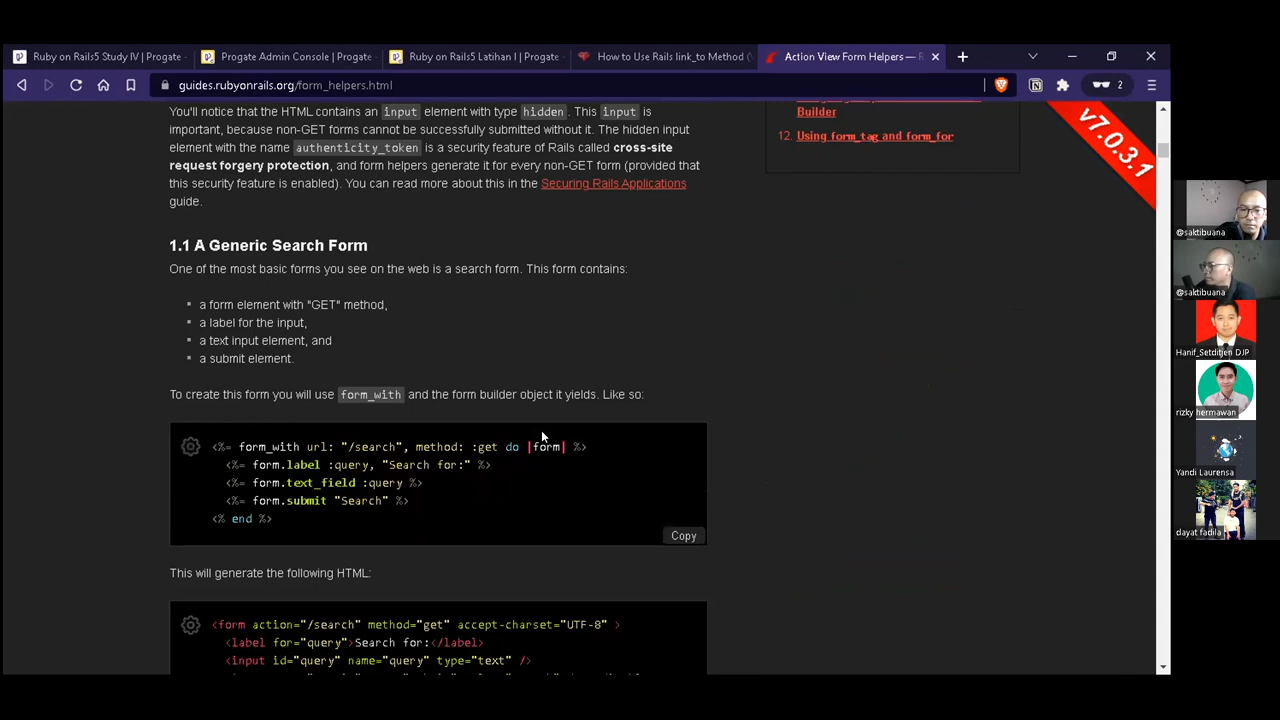 Ruby on Rails5 Study IV | Progate
Progate Admin Console | Progate
Ruby on Rails5 Latihan I | Progate
How to Use Rails link_to Method (
Action View Form Helpers — R
guides.rubyonrails.org/form_helpers.html
2
You'll notice that the HTML contains an input element with type hidden. This input is
important, because non-GET forms cannot be successfully submitted without it. The hidden input
element with the name authenticity_token is a security feature of Rails called cross-site
request forgery protection, and form helpers generate it for every non-GET form (provided that
this security feature is enabled). You can read more about this in the Securing Rails Applications
guide.
Builder
12. Using form_tag and form_for
v7.0.3.1
1.1 A Generic Search Form
One of the most basic forms you see on the web is a search form. This form contains:
a form element with "GET" method,
a label for the input,
a text input element, and
a submit element.
To create this form you will use form_with and the form builder object it yields. Like so:
<%= form_with url: "/search", method: :get do |form| %>
<%= form.label :query, "Search for:" %>
<%= form.text_field :query %>
<%= form.submit "Search" %>
<% end %>
Copy
This will generate the following HTML:
<form action="/search" method="get" accept-charset="UTF-8" >
<label for="query">Search for:</label>
<input id="query" name="query" type="text" />
@saktibuana
@saktibuana
Hanif_Setditjen DJP
rizky hermawan
Yandi Laurensa
dayat fadila